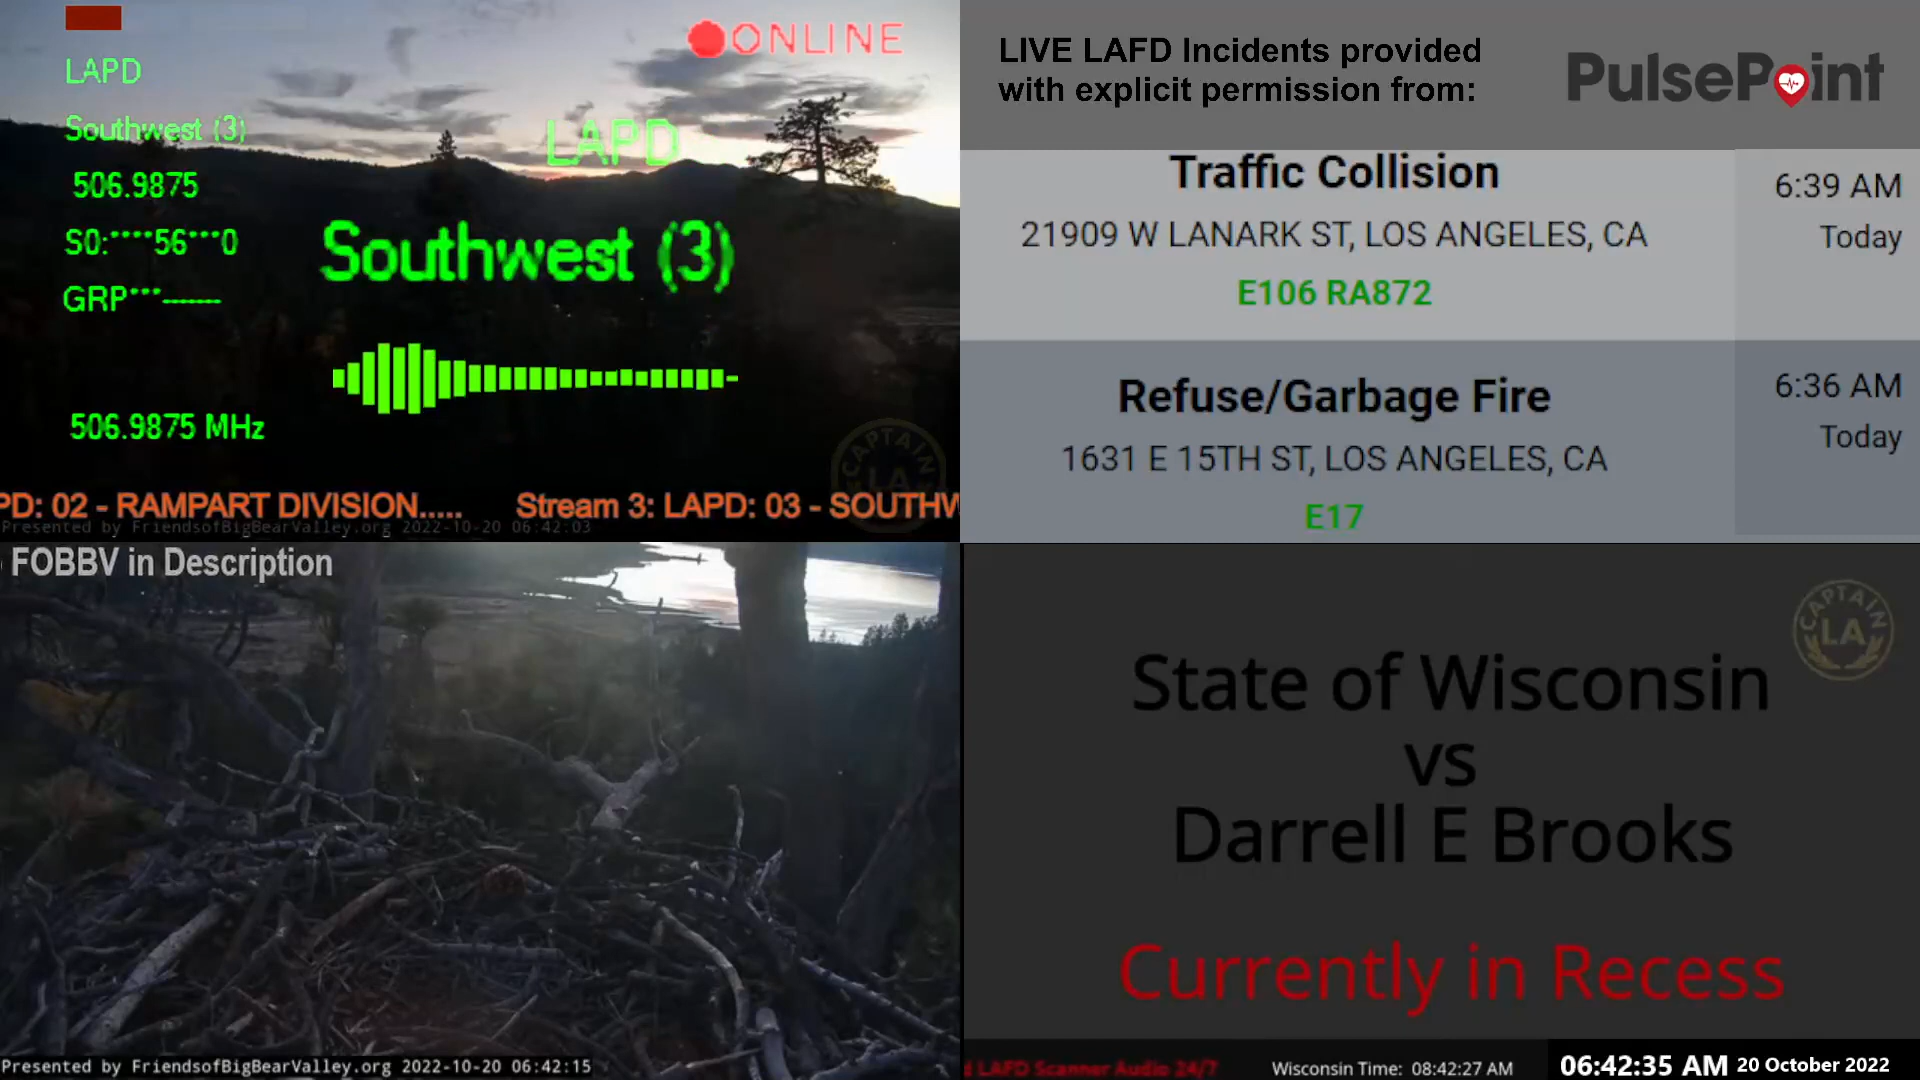 LAPD
Southwest (3)
506.9875
S0:****56***0
GRP***-------
506.9875 MHz
ONLINE
LAPD
Southwest (3)
CAPTAIN
LA
PD: 02 - RAMPART DIVISION..... Stream 3: LAPD: 03 - SOUTHW
Presented by FriendsofBigBearValley.org 2022-10-20 06:42:03
LIVE LAFD Incidents provided
with explicit permission from:
PulsePoint
Traffic Collision
21909 W LANARK ST, LOS ANGELES, CA
E106 RA872
6:39 AM
Today
Refuse/Garbage Fire
1631 E 15TH ST, LOS ANGELES, CA
E17
6:36 AM
Today
FOBBV in Description
Presented by FriendsofBigBearValley.org 2022-10-20 06:42:15
CAPTAIN
LA
State of Wisconsin
vs
Darrell E Brooks
Currently in Recess
d LAFD Scanner Audio 24/7
Wisconsin Time: 08:42:27 AM
06:42:35 AM 20 October 2022